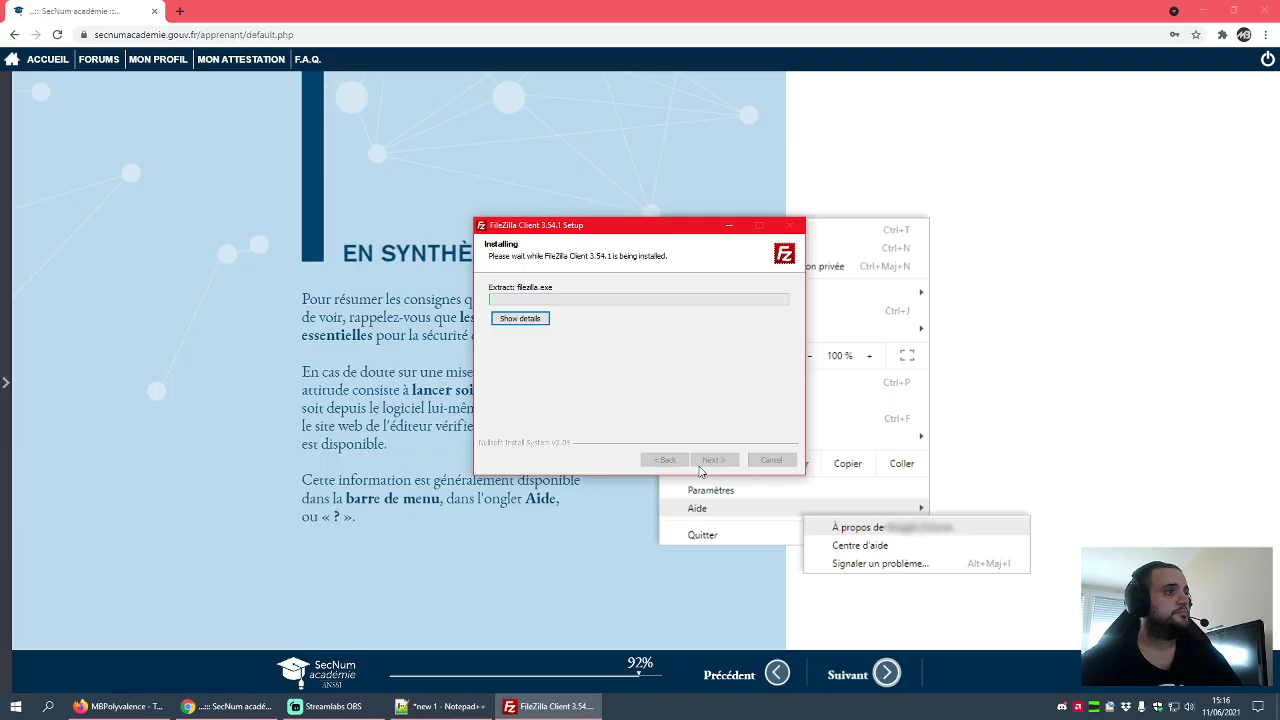 ..:: SecNum académie ::...
secnumacademie.gouv.fr/apprenant/default.php
ACCUEIL
FORUMS
MON PROFIL
MON ATTESTATION
F.A.Q.
EN SYNTHÈ
Pour résumer les consignes q
de voir, rappelez-vous que les
essentielles pour la sécurité
En cas de doute sur une mise
attitude consiste à lancer soi
soit depuis le logiciel lui-mêm
le site web de l'éditeur vérifie
est disponible.
Cette information est généralement disponible
dans la barre de menu, dans l'onglet Aide,
ou « ? ».
FileZilla Client 3.54.1 Setup
Installing
Please wait while FileZilla Client 3.54.1 is being installed.
Fz
Extract: filezilla.exe
Show details
Nullsoft Install System v3.04
< Back
Next >
Cancel
Ctrl+T
Ctrl+N
on privée
Ctrl+Maj+N
Ctrl+J
– 100 % +
Ctrl+P
Ctrl+F
r
Copier
Coller
Paramètres
Aide
Quitter
À propos de
Centre d'aide
Signaler un problème...
Alt+Maj+I
SecNum
académie
ANSSI
92%
Précédent
Suivant
MBPolyvalence - T...
..:: SecNum acadé...
Streamlabs OBS
*new 1 - Notepad++
FileZilla Client 3.54....
15:16
11/06/2021